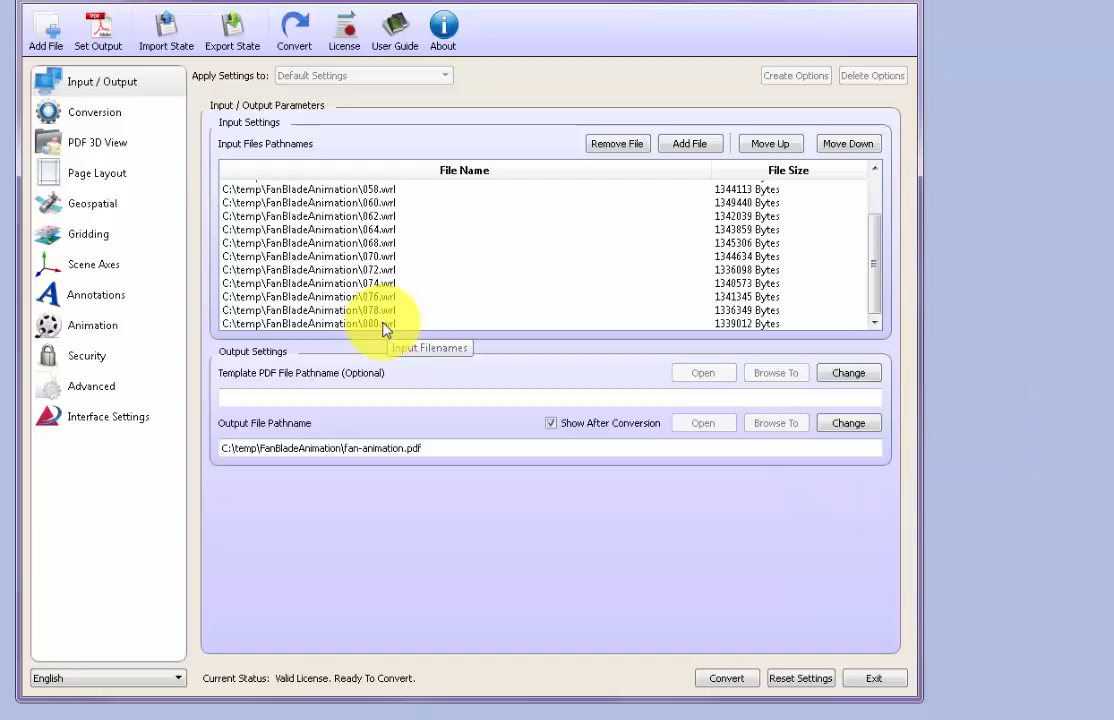 Add File Set Output Import State Export State Convert License User Guide About
Input / Output
Conversion
PDF 3D View
Page Layout
Geospatial
Gridding
Scene Axes
Annotations
Animation
Security
Advanced
Interface Settings
Apply Settings to: Default Settings Create Options Delete Options
Input / Output Parameters
Input Settings
Input Files Pathnames Remove File Add File Move Up Move Down
File Name File Size
C:\temp\FanBladeAnimation\058.wrl 1344113 Bytes
C:\temp\FanBladeAnimation\060.wrl 1349440 Bytes
C:\temp\FanBladeAnimation\062.wrl 1342039 Bytes
C:\temp\FanBladeAnimation\064.wrl 1343859 Bytes
C:\temp\FanBladeAnimation\068.wrl 1345306 Bytes
C:\temp\FanBladeAnimation\070.wrl 1344634 Bytes
C:\temp\FanBladeAnimation\072.wrl 1336098 Bytes
C:\temp\FanBladeAnimation\074.wrl 1340573 Bytes
C:\temp\FanBladeAnimation\076.wrl 1341345 Bytes
C:\temp\FanBladeAnimation\078.wrl 1336349 Bytes
C:\temp\FanBladeAnimation\080.wrl 1339012 Bytes
Input Filenames
Output Settings
Template PDF File Pathname (Optional) Open Browse To Change
Output File Pathname Show After Conversion Open Browse To Change
C:\temp\FanBladeAnimation\fan-animation.pdf
English Current Status: Valid License. Ready To Convert. Convert Reset Settings Exit